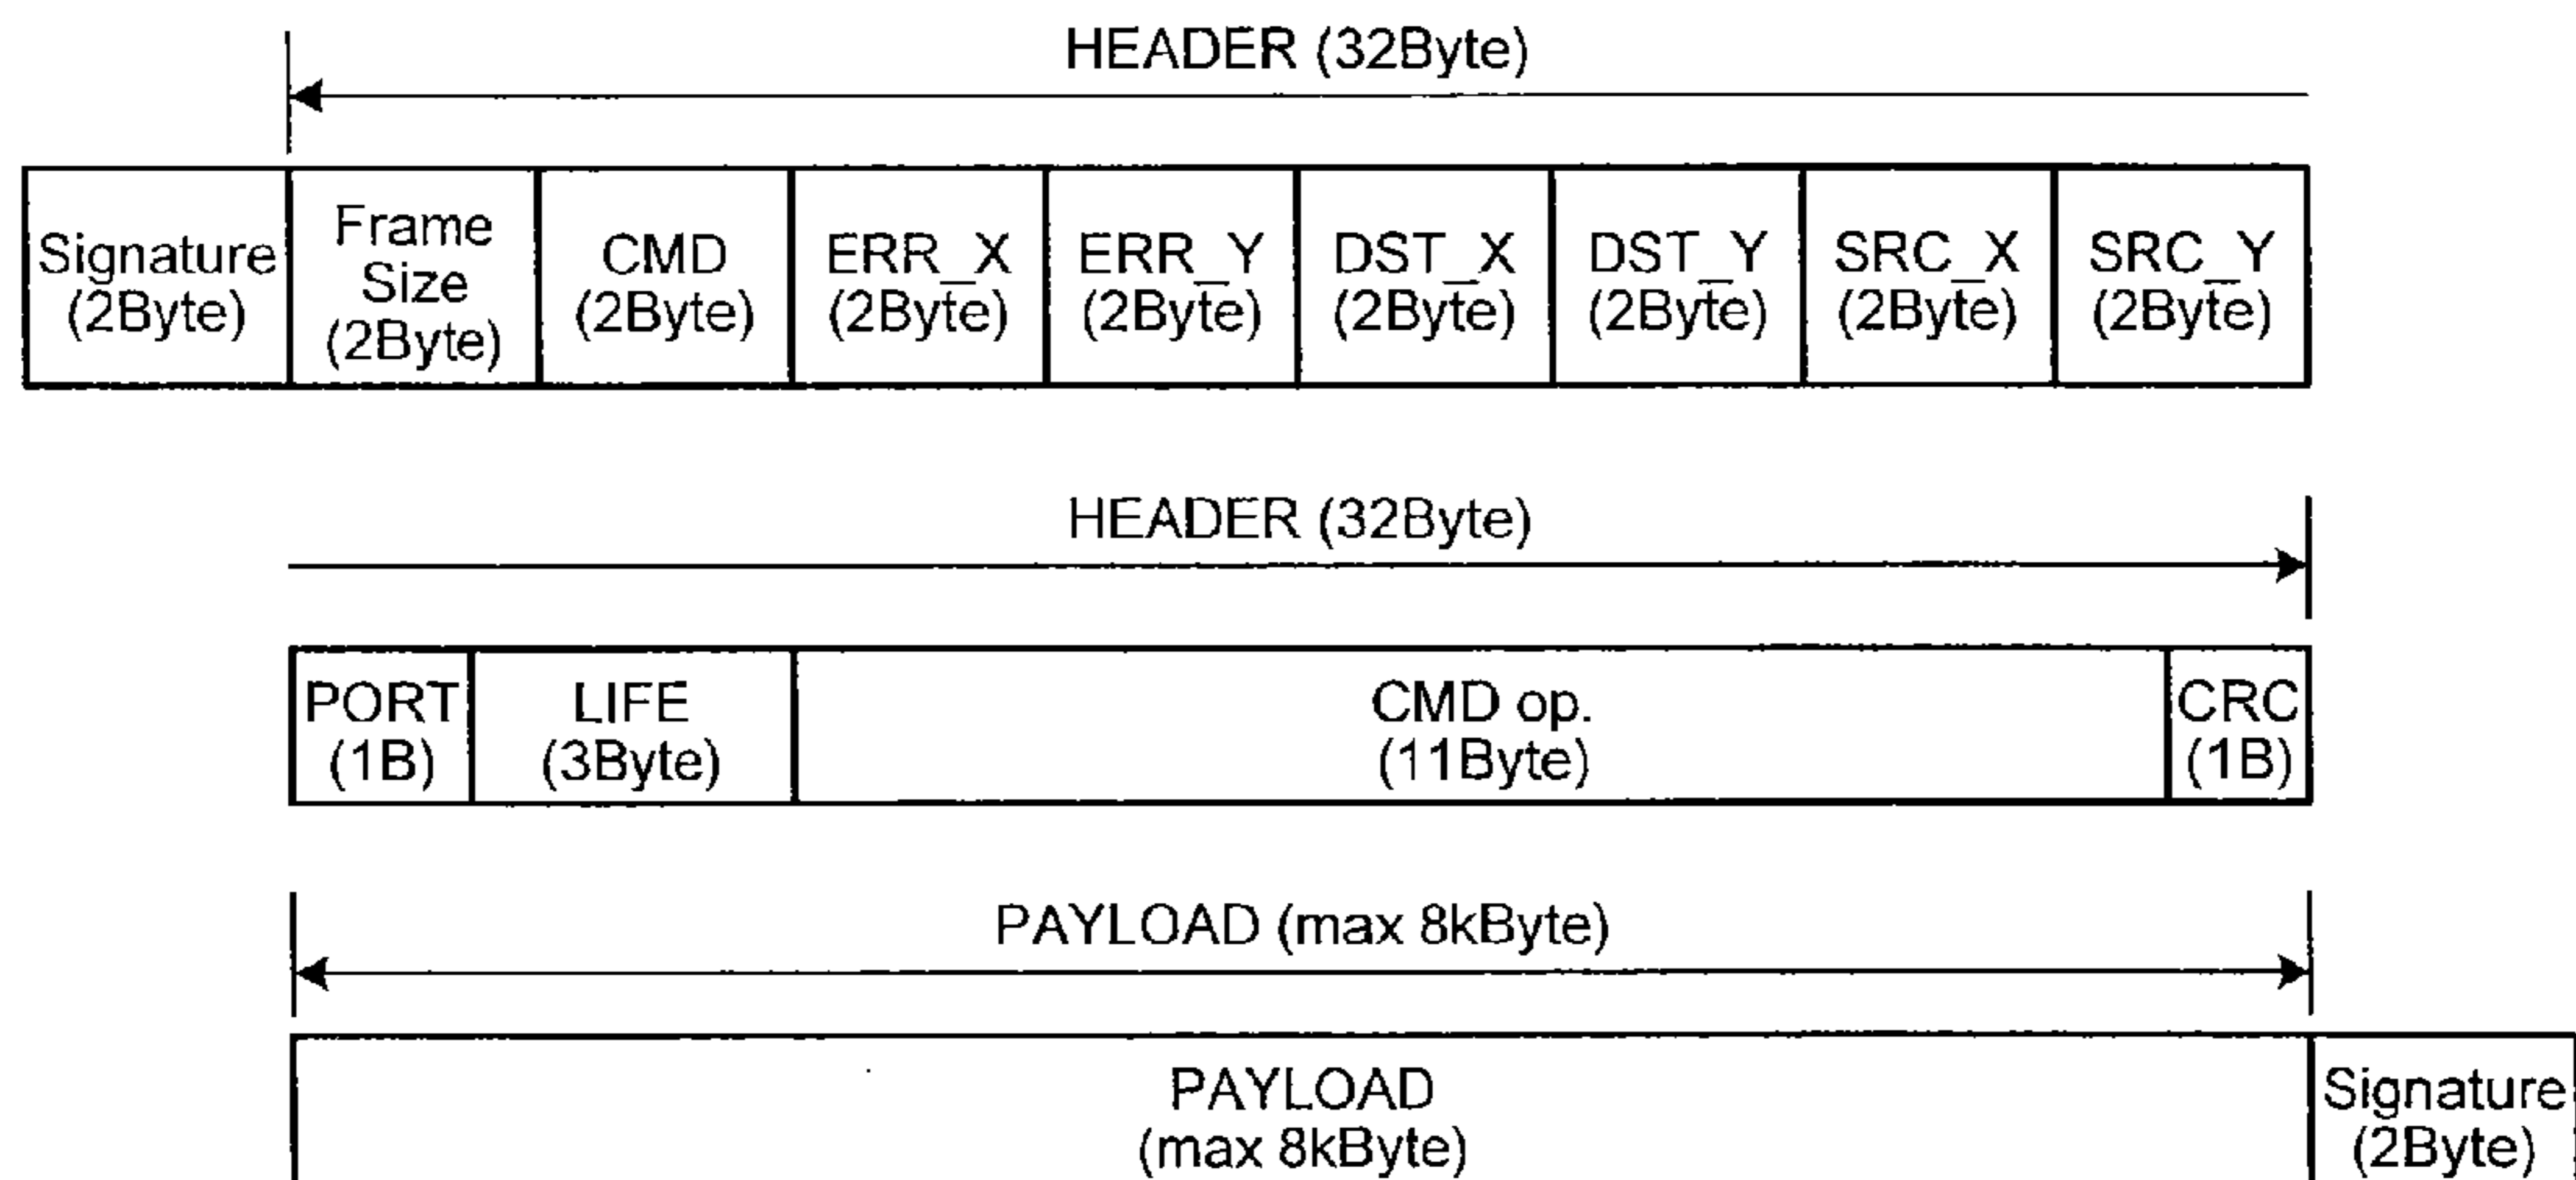 HEADER (32Byte)
Signature
(2Byte)
Frame
Size
(2Byte)
CMD
(2Byte)
ERR_X
(2Byte)
ERR_Y
(2Byte)
DST_X
(2Byte)
DST_Y
(2Byte)
SRC_X
(2Byte)
SRC_Y
(2Byte)
HEADER (32Byte)
PORT
(1B)
LIFE
(3Byte)
CMD op.
(11Byte)
CRC
(1B)
PAYLOAD (max 8kByte)
PAYLOAD
(max 8kByte)
Signature
(2Byte)